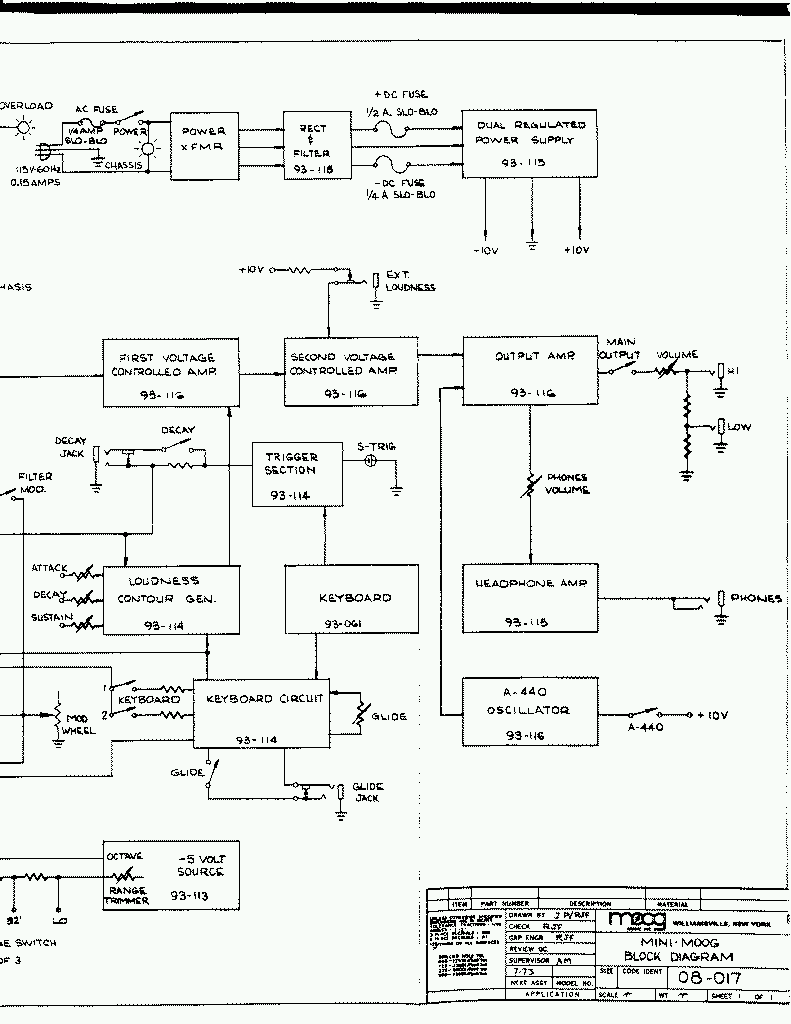 OVERLOAD
AC FUSE
1/4 AMP
SLO-BLO
POWER
115V-60HZ
0.15AMPS
CHASSIS
POWER
XFMR
RECT
&
FILTER
93-115
+DC FUSE
1/2 A. SLO-BLO
-DC FUSE
1/4 A SLO-BLO
DUAL REGULATED
POWER SUPPLY
93-115
-10V
+10V
HASIS
+10V
EXT.
LOUDNESS
FIRST VOLTAGE
CONTROLLED AMP.
93-116
SECOND VOLTAGE
CONTROLLED AMP
93-116
OUTPUT AMP.
93-116
MAIN
OUTPUT
VOLUME
HI
LOW
DECAY
JACK
DECAY
TRIGGER
SECTION
93-114
S-TRIG
FILTER
MOD.
PHONES
VOLUME
ATTACK
DECAY
SUSTAIN
LOUDNESS
CONTOUR GEN.
93-114
KEYBOARD
93-061
HEADPHONE AMP
93-115
PHONES
MOD
WHEEL
1
KEYBOARD
2
KEYBOARD CIRCUIT
93-114
GLIDE
A-440
OSCILLATOR
93-116
A-440
+10V
GLIDE
GLIDE
JACK
OCTAVE
RANGE
TRIMMER
-5 VOLT
SOURCE
93-113
32'
LO
GE SWITCH
OF 3
ITEM PART NUMBER DESCRIPTION MATERIAL
DRAWN BY
CHECK RJF
GRP ENGR RJF
REVIEW QC
SUPERVISOR AM
7-73
NEXT ASSY MODEL NO.
APPLICATION
moog
WILLIAMSVILLE, NEW YORK
MINI-MOOG
BLOCK DIAGRAM
SIZE CODE IDENT 08-017
SCALE WT SHEET 1 OF 1